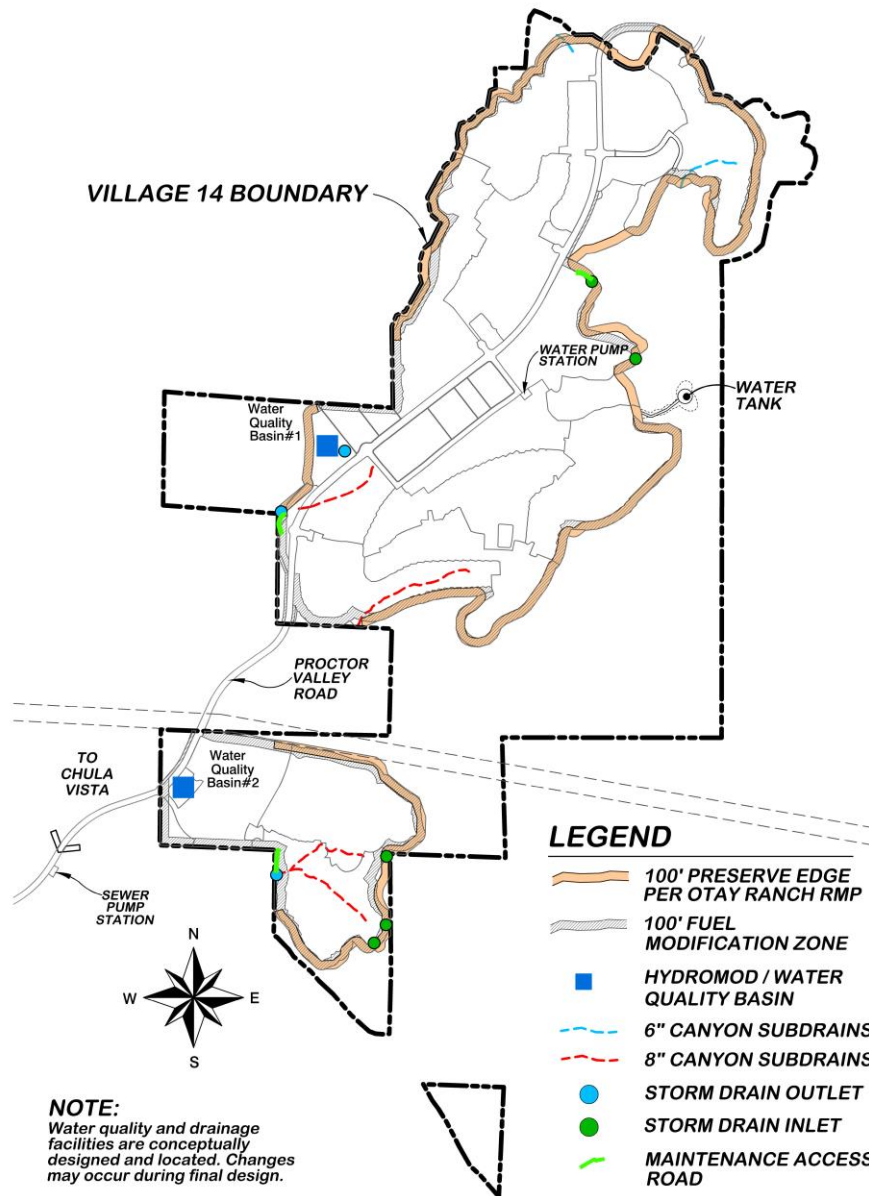 VILLAGE 14 BOUNDARY
WATER PUMP
STATION
WATER
TANK
Water
Quality
Basin#1
PROCTOR
VALLEY
ROAD
TO
CHULA
VISTA
Water
Quality
Basin#2
SEWER
PUMP
STATION
N
W
E
S
LEGEND
100' PRESERVE EDGE
PER OTAY RANCH RMP
100' FUEL
MODIFICATION ZONE
HYDROMOD / WATER
QUALITY BASIN
6" CANYON SUBDRAINS
8" CANYON SUBDRAINS
STORM DRAIN OUTLET
STORM DRAIN INLET
MAINTENANCE ACCESS
ROAD
NOTE:
Water quality and drainage
facilities are conceptually
designed and located. Changes
may occur during final design.